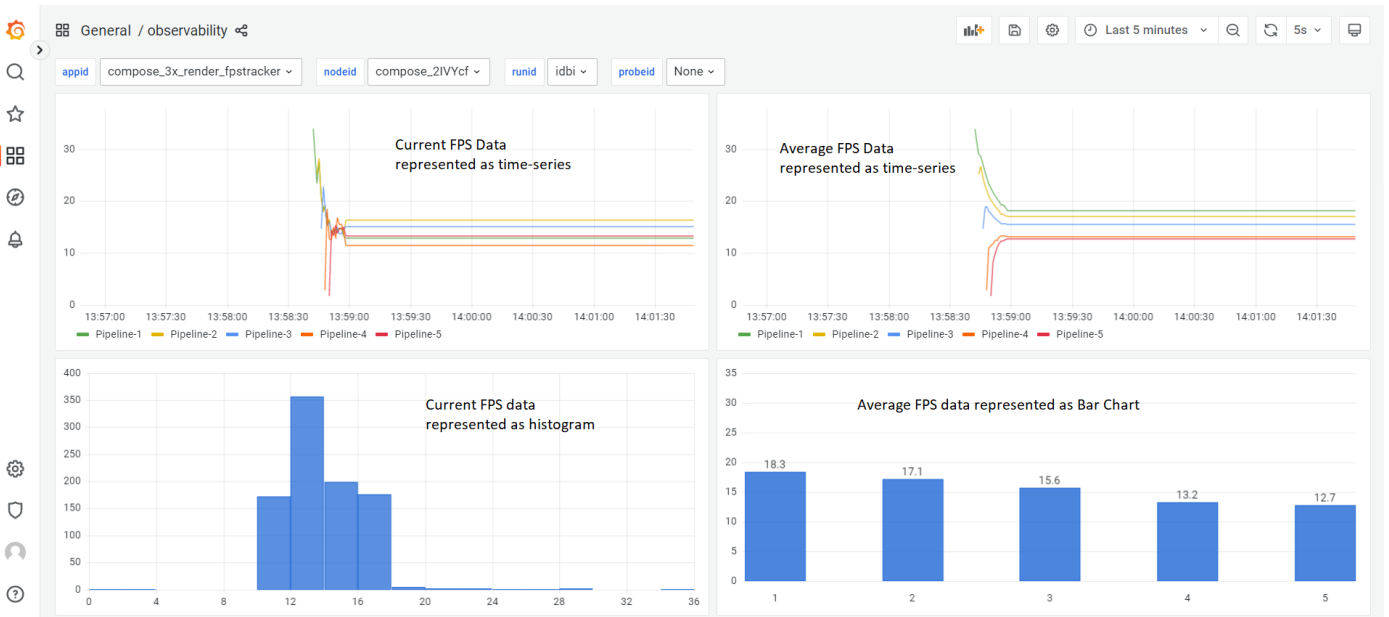 General / observability
Last 5 minutes
5s
appid compose_3x_render_fpstracker nodeid compose_2IVYcf runid idbi probeid None
Current FPS Data
represented as time-series
30
20
10
0
13:57:00 13:57:30 13:58:00 13:58:30 13:59:00 13:59:30 14:00:00 14:00:30 14:01:00 14:01:30
Pipeline-1 Pipeline-2 Pipeline-3 Pipeline-4 Pipeline-5
Average FPS Data
represented as time-series
30
20
10
0
13:57:00 13:57:30 13:58:00 13:58:30 13:59:00 13:59:30 14:00:00 14:00:30 14:01:00 14:01:30
Pipeline-1 Pipeline-2 Pipeline-3 Pipeline-4 Pipeline-5
Current FPS data
represented as histogram
400
350
300
250
200
150
100
50
0
0 4 8 12 16 20 24 28 32 36
Average FPS data represented as Bar Chart
35
30
25
20
15
10
5
0
18.3 17.1 15.6 13.2 12.7
1 2 3 4 5